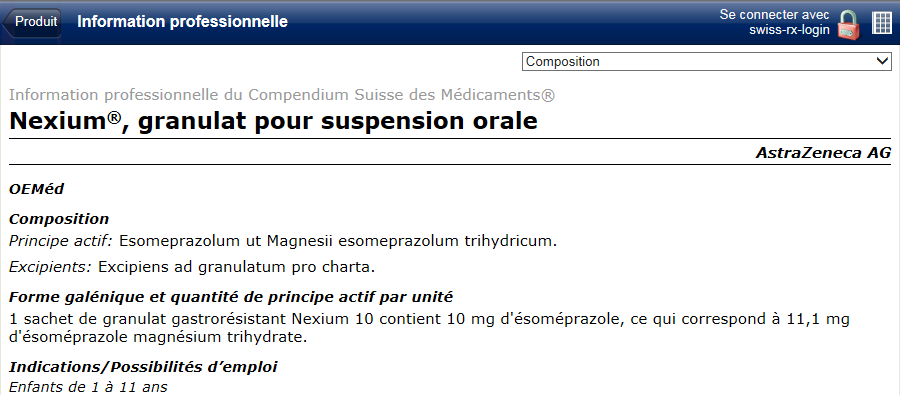 Produit
Information professionnelle
Se connecter avec
swiss-rx-login
Composition
Information professionnelle du Compendium Suisse des Médicaments®
Nexium®, granulat pour suspension orale
AstraZeneca AG
OEMéd
Composition
Principe actif: Esomeprazolum ut Magnesii esomeprazolum trihydricum.
Excipients: Excipiens ad granulatum pro charta.
Forme galénique et quantité de principe actif par unité
1 sachet de granulat gastrorésistant Nexium 10 contient 10 mg d'ésoméprazole, ce qui correspond à 11,1 mg
d'ésoméprazole magnésium trihydrate.
Indications/Possibilités d’emploi
Enfants de 1 à 11 ans